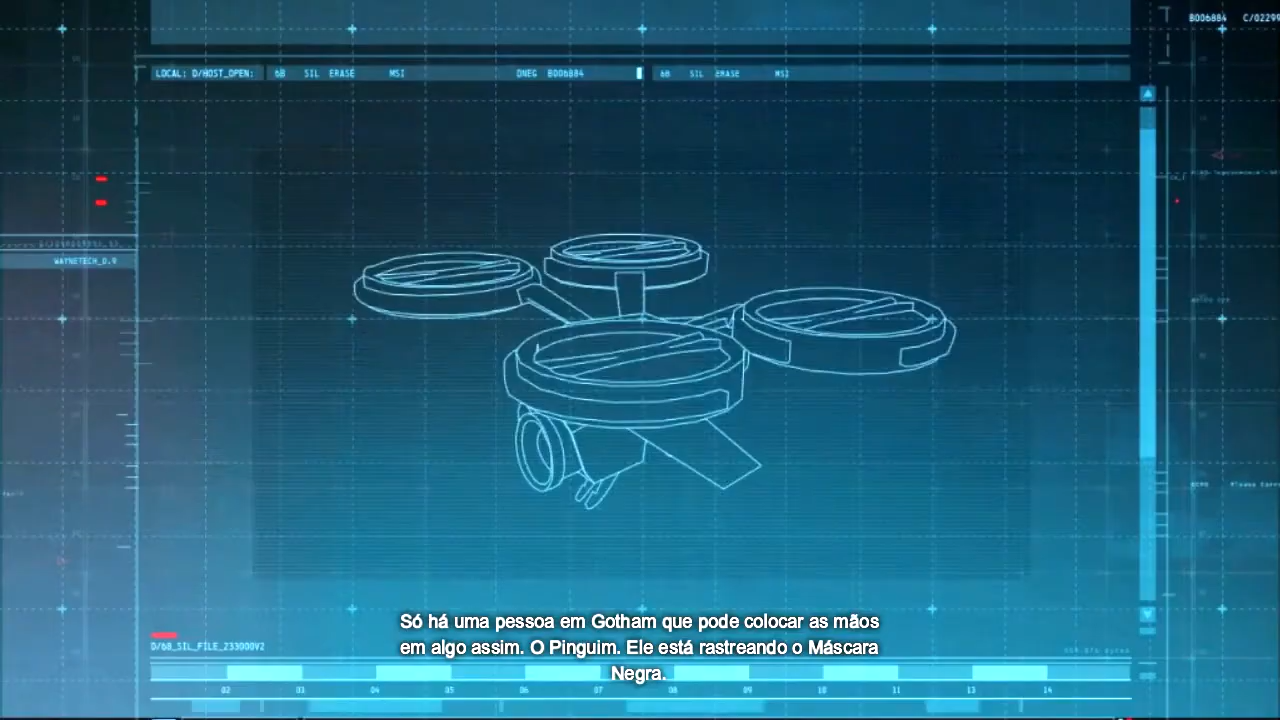 B006884 C/02299
LOCAL: D/HOST_OPEN: 6B SIL ERASE MSI DNEG B006884 6B SIL ERASE MSI
WAYNETECH_0.9
D/6B_SIL_FILE_233000V2
Só há uma pessoa em Gotham que pode colocar as mãos
em algo assim. O Pinguim. Ele está rastreando o Máscara
Negra.
02 03 04 05 06 07 08 09 10 11 13 14